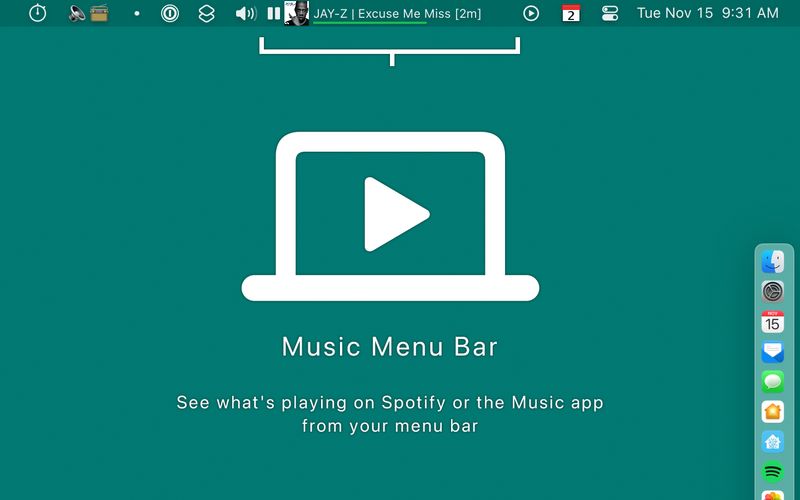 JAY-Z | Excuse Me Miss [2m]
2
Tue Nov 15 9:31 AM
NOV
15
Music Menu Bar
See what's playing on Spotify or the Music app
from your menu bar